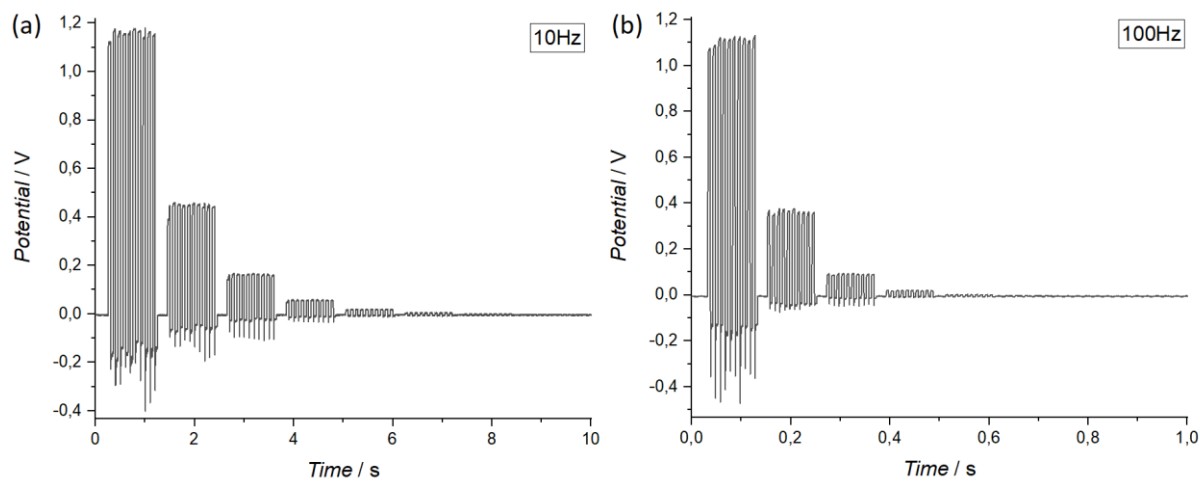 (a)
10Hz
1,2
1,0
0,8
0,6
0,4
0,2
0,0
-0,2
-0,4
Potential / V
0 2 4 6 8 10
Time / s
(b)
100Hz
1,2
1,0
0,8
0,6
0,4
0,2
0,0
-0,2
-0,4
Potential / V
0,0 0,2 0,4 0,6 0,8 1,0
Time / s